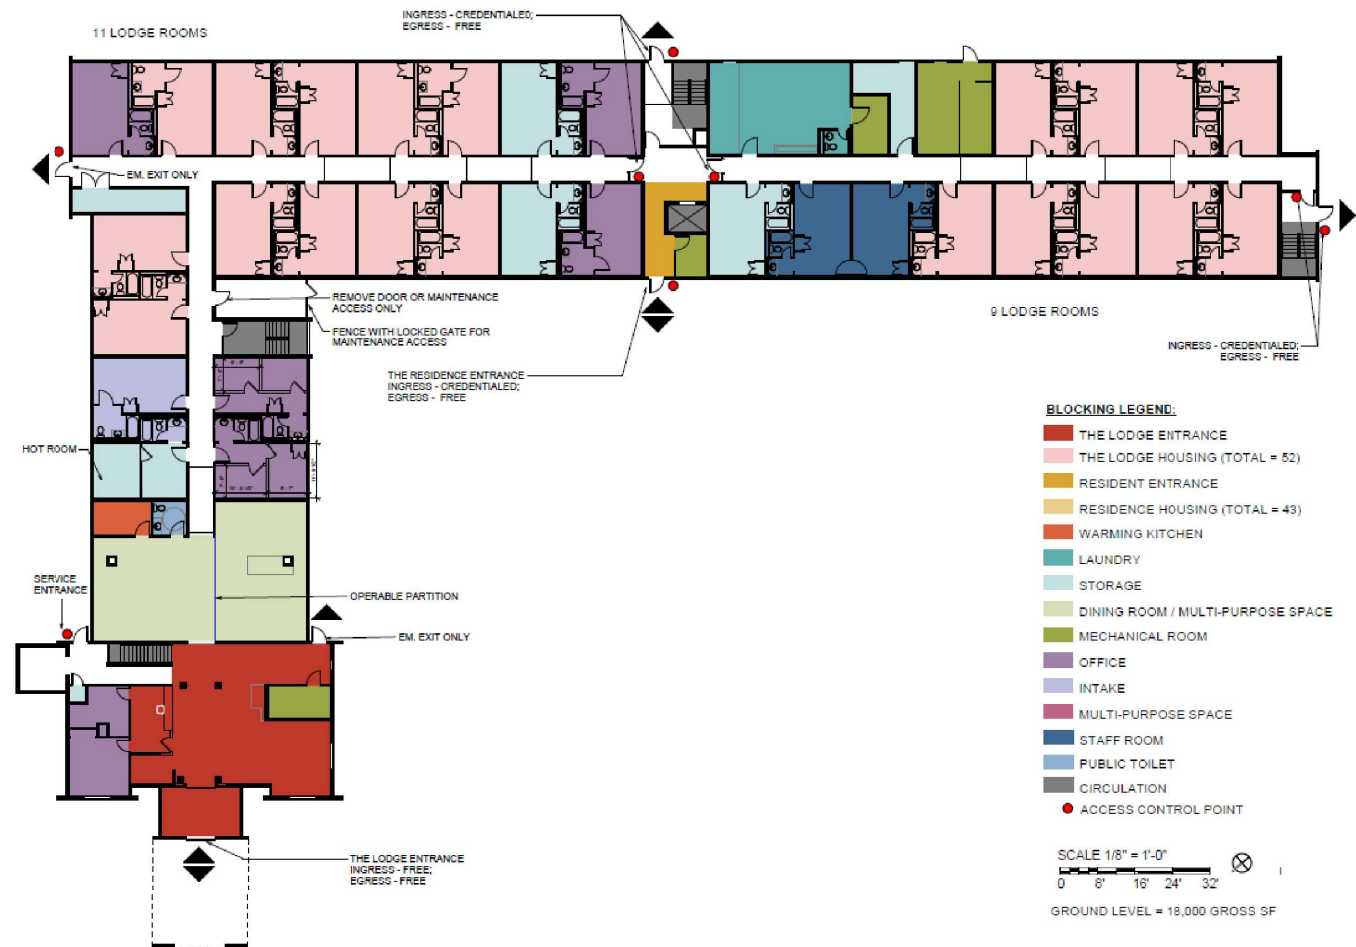 11 LODGE ROOMS
INGRESS - CREDENTIALED;
EGRESS - FREE
EM. EXIT ONLY
REMOVE DOOR OR MAINTENANCE
ACCESS ONLY
FENCE WITH LOCKED GATE FOR
MAINTENANCE ACCESS
9 LODGE ROOMS
INGRESS - CREDENTIALED;
EGRESS - FREE
THE RESIDENCE ENTRANCE
INGRESS - CREDENTIALED;
EGRESS - FREE
HOT ROOM
SERVICE
ENTRANCE
OPERABLE PARTITION
EM. EXIT ONLY
THE LODGE ENTRANCE
INGRESS - FREE;
EGRESS - FREE
BLOCKING LEGEND:
THE LODGE ENTRANCE
THE LODGE HOUSING (TOTAL = 52)
RESIDENT ENTRANCE
RESIDENCE HOUSING (TOTAL = 43)
WARMING KITCHEN
LAUNDRY
STORAGE
DINING ROOM / MULTI-PURPOSE SPACE
MECHANICAL ROOM
OFFICE
INTAKE
MULTI-PURPOSE SPACE
STAFF ROOM
PUBLIC TOILET
CIRCULATION
ACCESS CONTROL POINT
SCALE 1/8" = 1'-0"
0 8' 16' 24' 32'
GROUND LEVEL = 18,000 GROSS SF